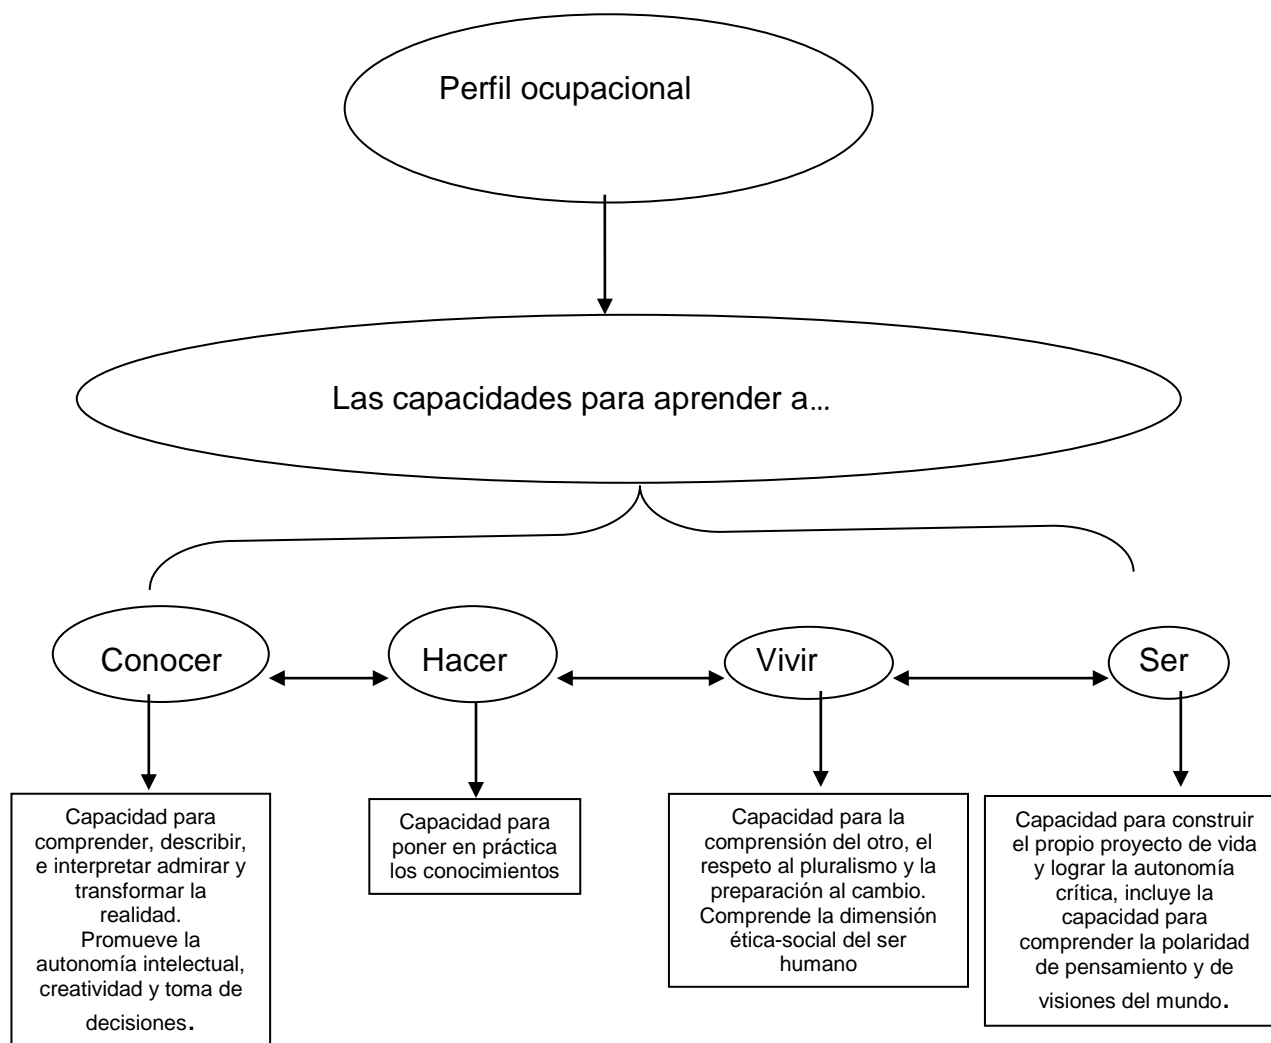 Perfil ocupacional
Las capacidades para aprender a...
Conocer
Hacer
Vivir
Ser
Capacidad para
comprender, describir,
e interpretar admirar y
transformar la
realidad.
Promueve la
autonomía intelectual,
creatividad y toma de
decisiones.
Capacidad para
poner en práctica
los conocimientos
Capacidad para la
comprensión del otro, el
respeto al pluralismo y la
preparación al cambio.
Comprende la dimensión
ética-social del ser
humano
Capacidad para construir
el propio proyecto de vida
y lograr la autonomía
crítica, incluye la
capacidad para
comprender la polaridad
de pensamiento y de
visiones del mundo.